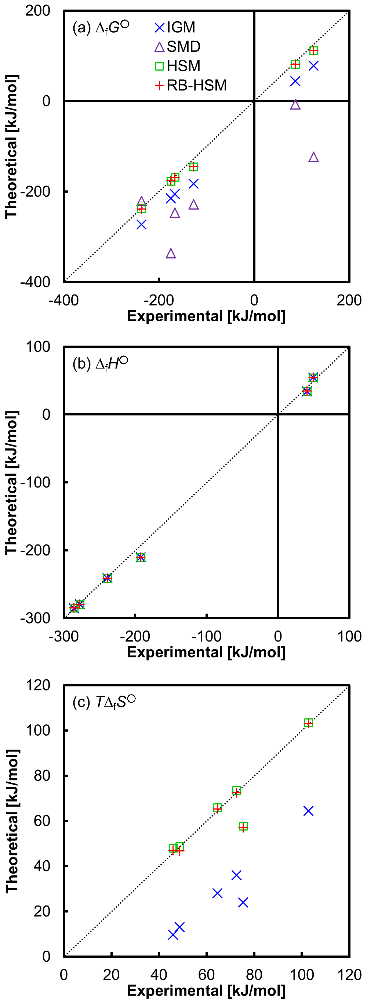 200
(a) ΔfG○
IGM
SMD
HSM
RB-HSM
0
-200
-400
Theoretical [kJ/mol]
-400 -200 0 200
Experimental [kJ/mol]
100
(b) ΔfH○
0
-100
-200
-300
Theoretical [kJ/mol]
-300 -200 -100 0 100
Experimental [kJ/mol]
120
(c) TΔfS○
100
80
60
40
20
0
Theoretical [kJ/mol]
0 20 40 60 80 100 120
Experimental [kJ/mol]